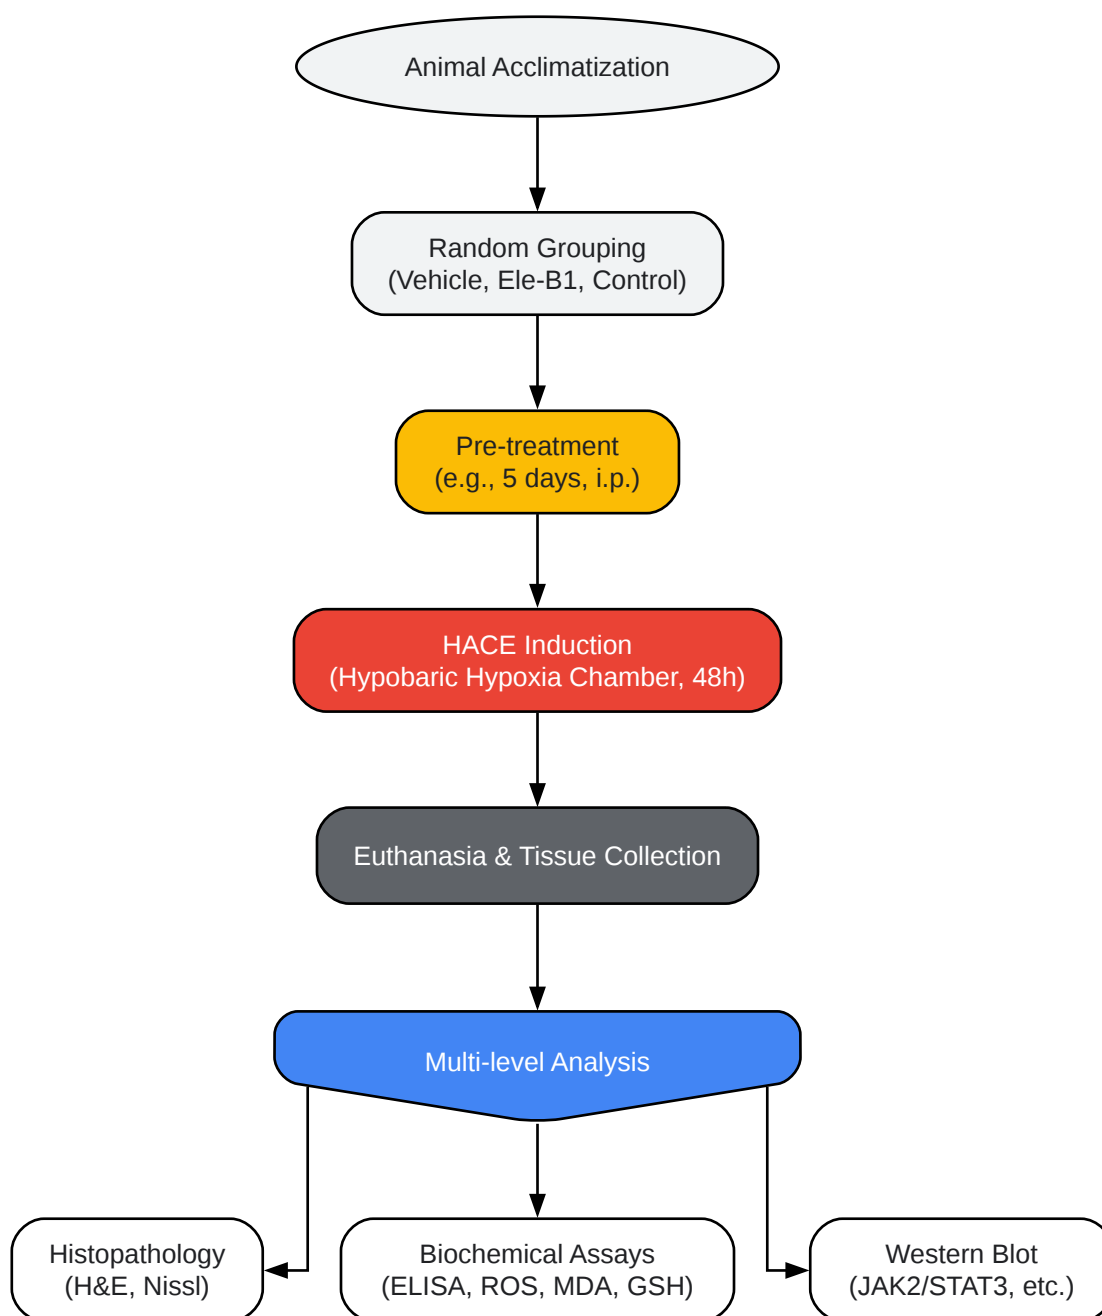 Animal Acclimatization
Random Grouping
(Vehicle, Ele-B1, Control)
Pre-treatment
(e.g., 5 days, i.p.)
HACE Induction
(Hypobaric Hypoxia Chamber, 48h)
Euthanasia & Tissue Collection
Multi-level Analysis
Histopathology
(H&E, Nissl)
Biochemical Assays
(ELISA, ROS, MDA, GSH)
Western Blot
(JAK2/STAT3, etc.)